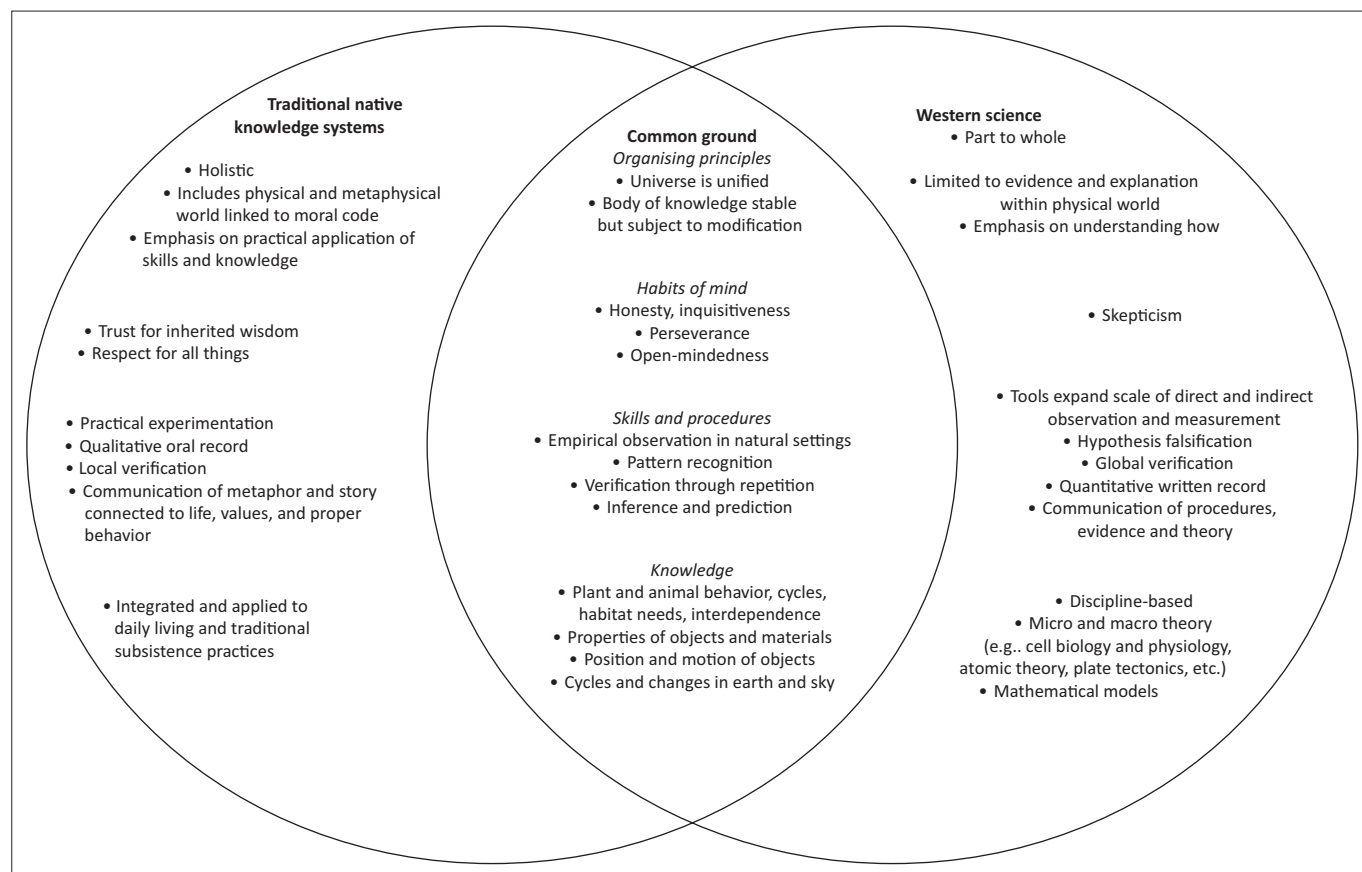 Traditional native
knowledge systems
• Holistic
• Includes physical and metaphysical
world linked to moral code
• Emphasis on practical application of
skills and knowledge
• Trust for inherited wisdom
• Respect for all things
• Practical experimentation
• Qualitative oral record
• Local verification
• Communication of metaphor and story
connected to life, values, and proper
behavior
• Integrated and applied to
daily living and traditional
subsistence practices
Common ground
Organising principles
• Universe is unified
• Body of knowledge stable
but subject to modification
Habits of mind
• Honesty, inquisitiveness
• Perseverance
• Open-mindedness
Skills and procedures
• Empirical observation in natural settings
• Pattern recognition
• Verification through repetition
• Inference and prediction
Knowledge
• Plant and animal behavior, cycles,
habitat needs, interdependence
• Properties of objects and materials
• Position and motion of objects
• Cycles and changes in earth and sky
Western science
• Part to whole
• Limited to evidence and explanation
within physical world
• Emphasis on understanding how
• Skepticism
• Tools expand scale of direct and indirect
observation and measurement
• Hypothesis falsification
• Global verification
• Quantitative written record
• Communication of procedures,
evidence and theory
• Discipline-based
• Micro and macro theory
(e.g.. cell biology and physiology,
atomic theory, plate tectonics, etc.)
• Mathematical models